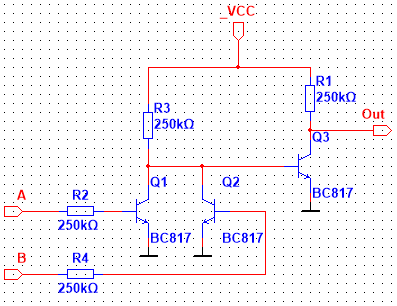 _VCC
R1
250kΩ
R3
250kΩ
Out
Q3
Q1
Q2
BC817
A
R2
250kΩ
BC817
BC817
B
R4
250kΩ